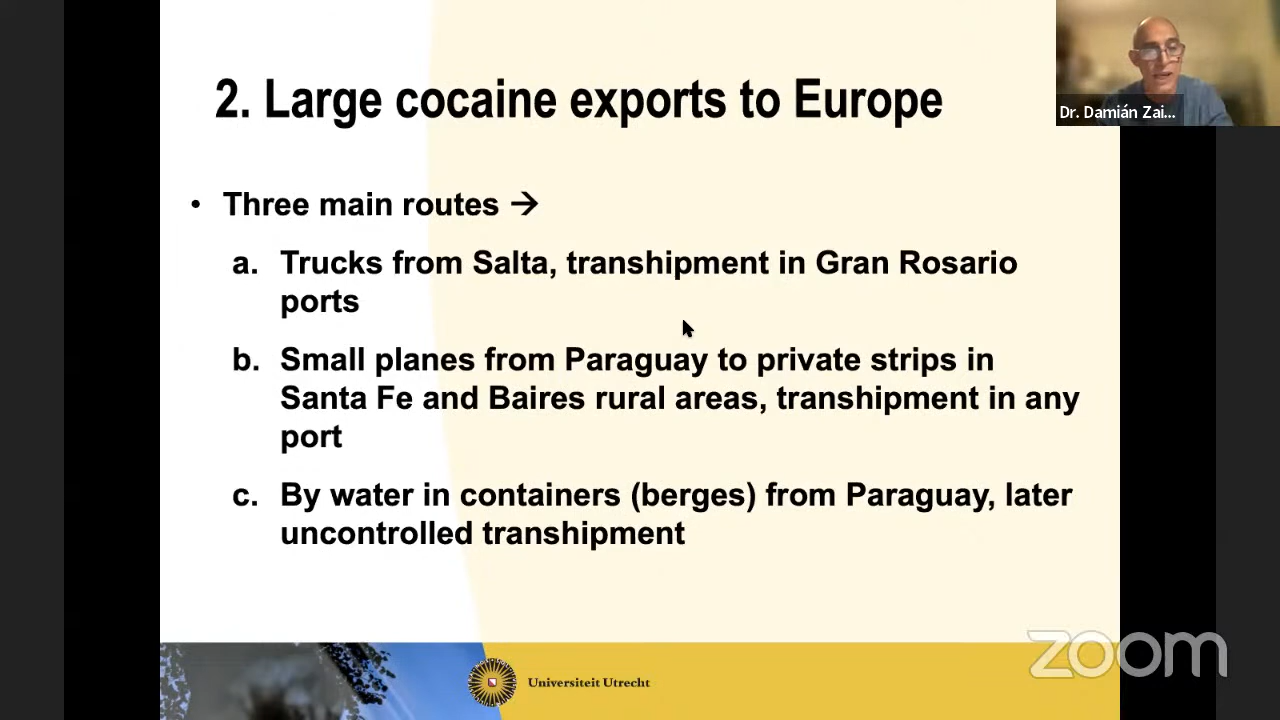 2. Large cocaine exports to Europe
Dr. Damián Zai...
• Three main routes →
a. Trucks from Salta, transhipment in Gran Rosario
ports
b. Small planes from Paraguay to private strips in
Santa Fe and Baires rural areas, transhipment in any
port
c. By water in containers (berges) from Paraguay, later
uncontrolled transhipment
Universiteit Utrecht
zoom